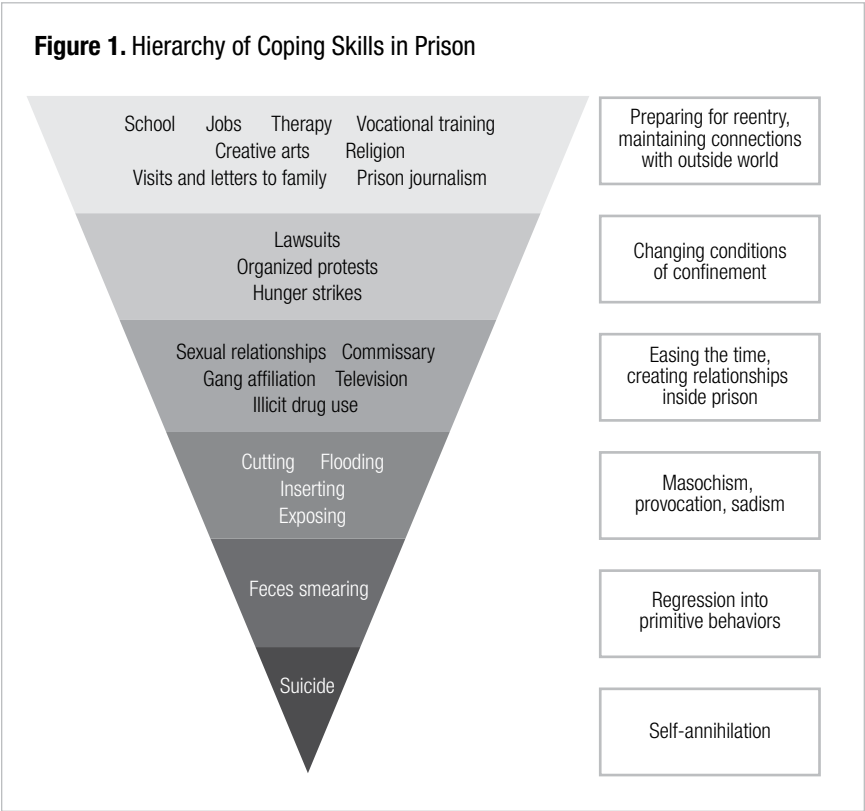 Figure 1. Hierarchy of Coping Skills in Prison
School Jobs Therapy Vocational training
Creative arts Religion
Visits and letters to family Prison journalism
Preparing for reentry,
maintaining connections
with outside world
Lawsuits
Organized protests
Hunger strikes
Changing conditions
of confinement
Sexual relationships Commissary
Gang affiliation Television
Illicit drug use
Easing the time,
creating relationships
inside prison
Cutting Flooding
Inserting
Exposing
Masochism,
provocation, sadism
Feces smearing
Regression into
primitive behaviors
Suicide
Self-annihilation